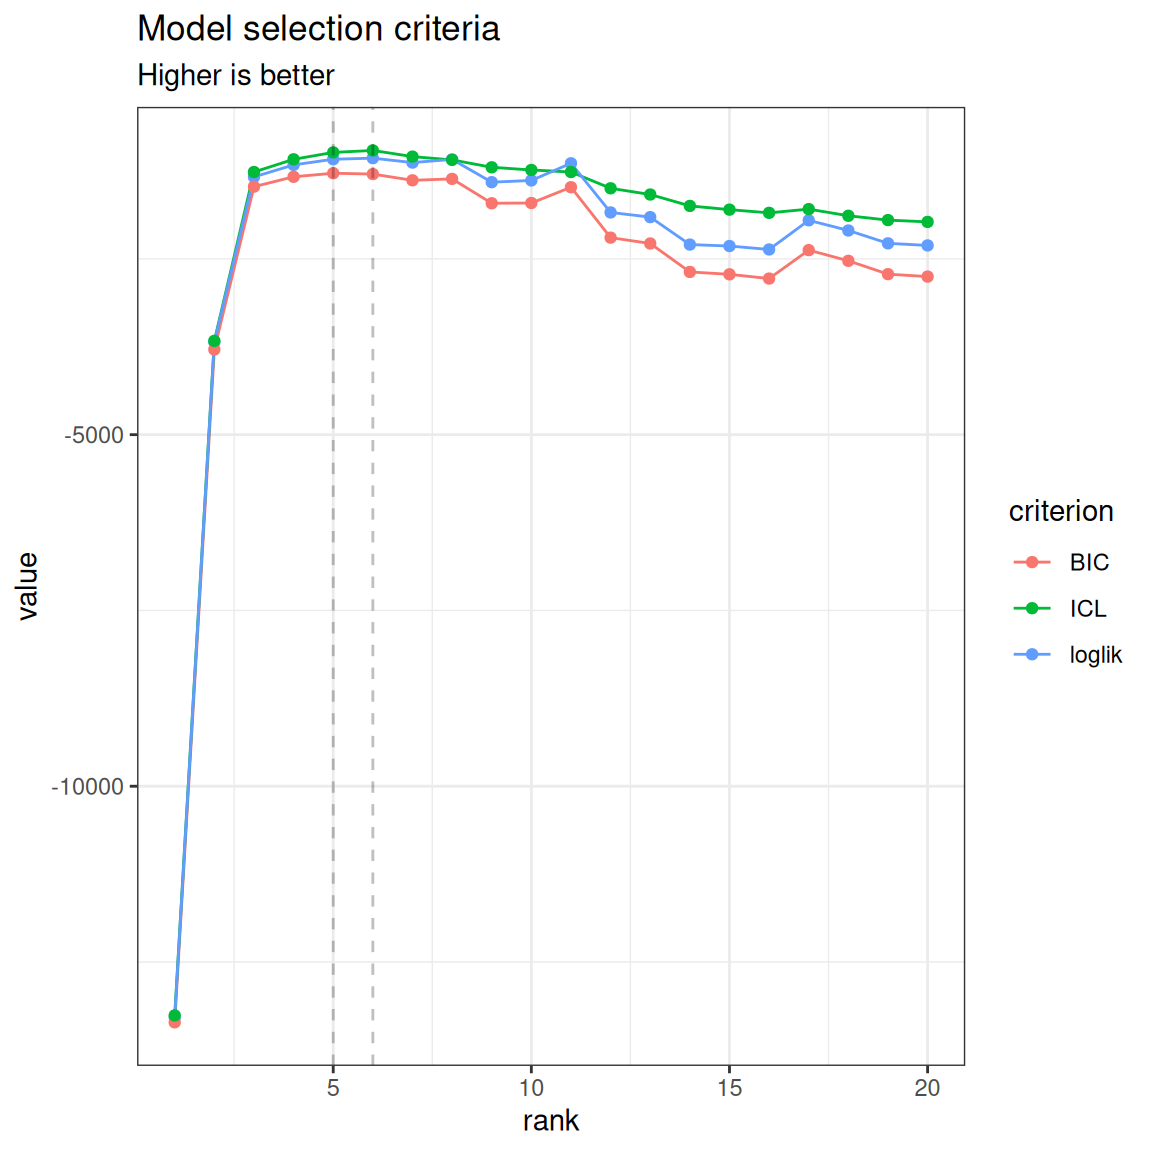 Model selection criteria
Higher is better
value
-5000
-10000
5
10
15
20
rank
criterion
BIC
ICL
loglik